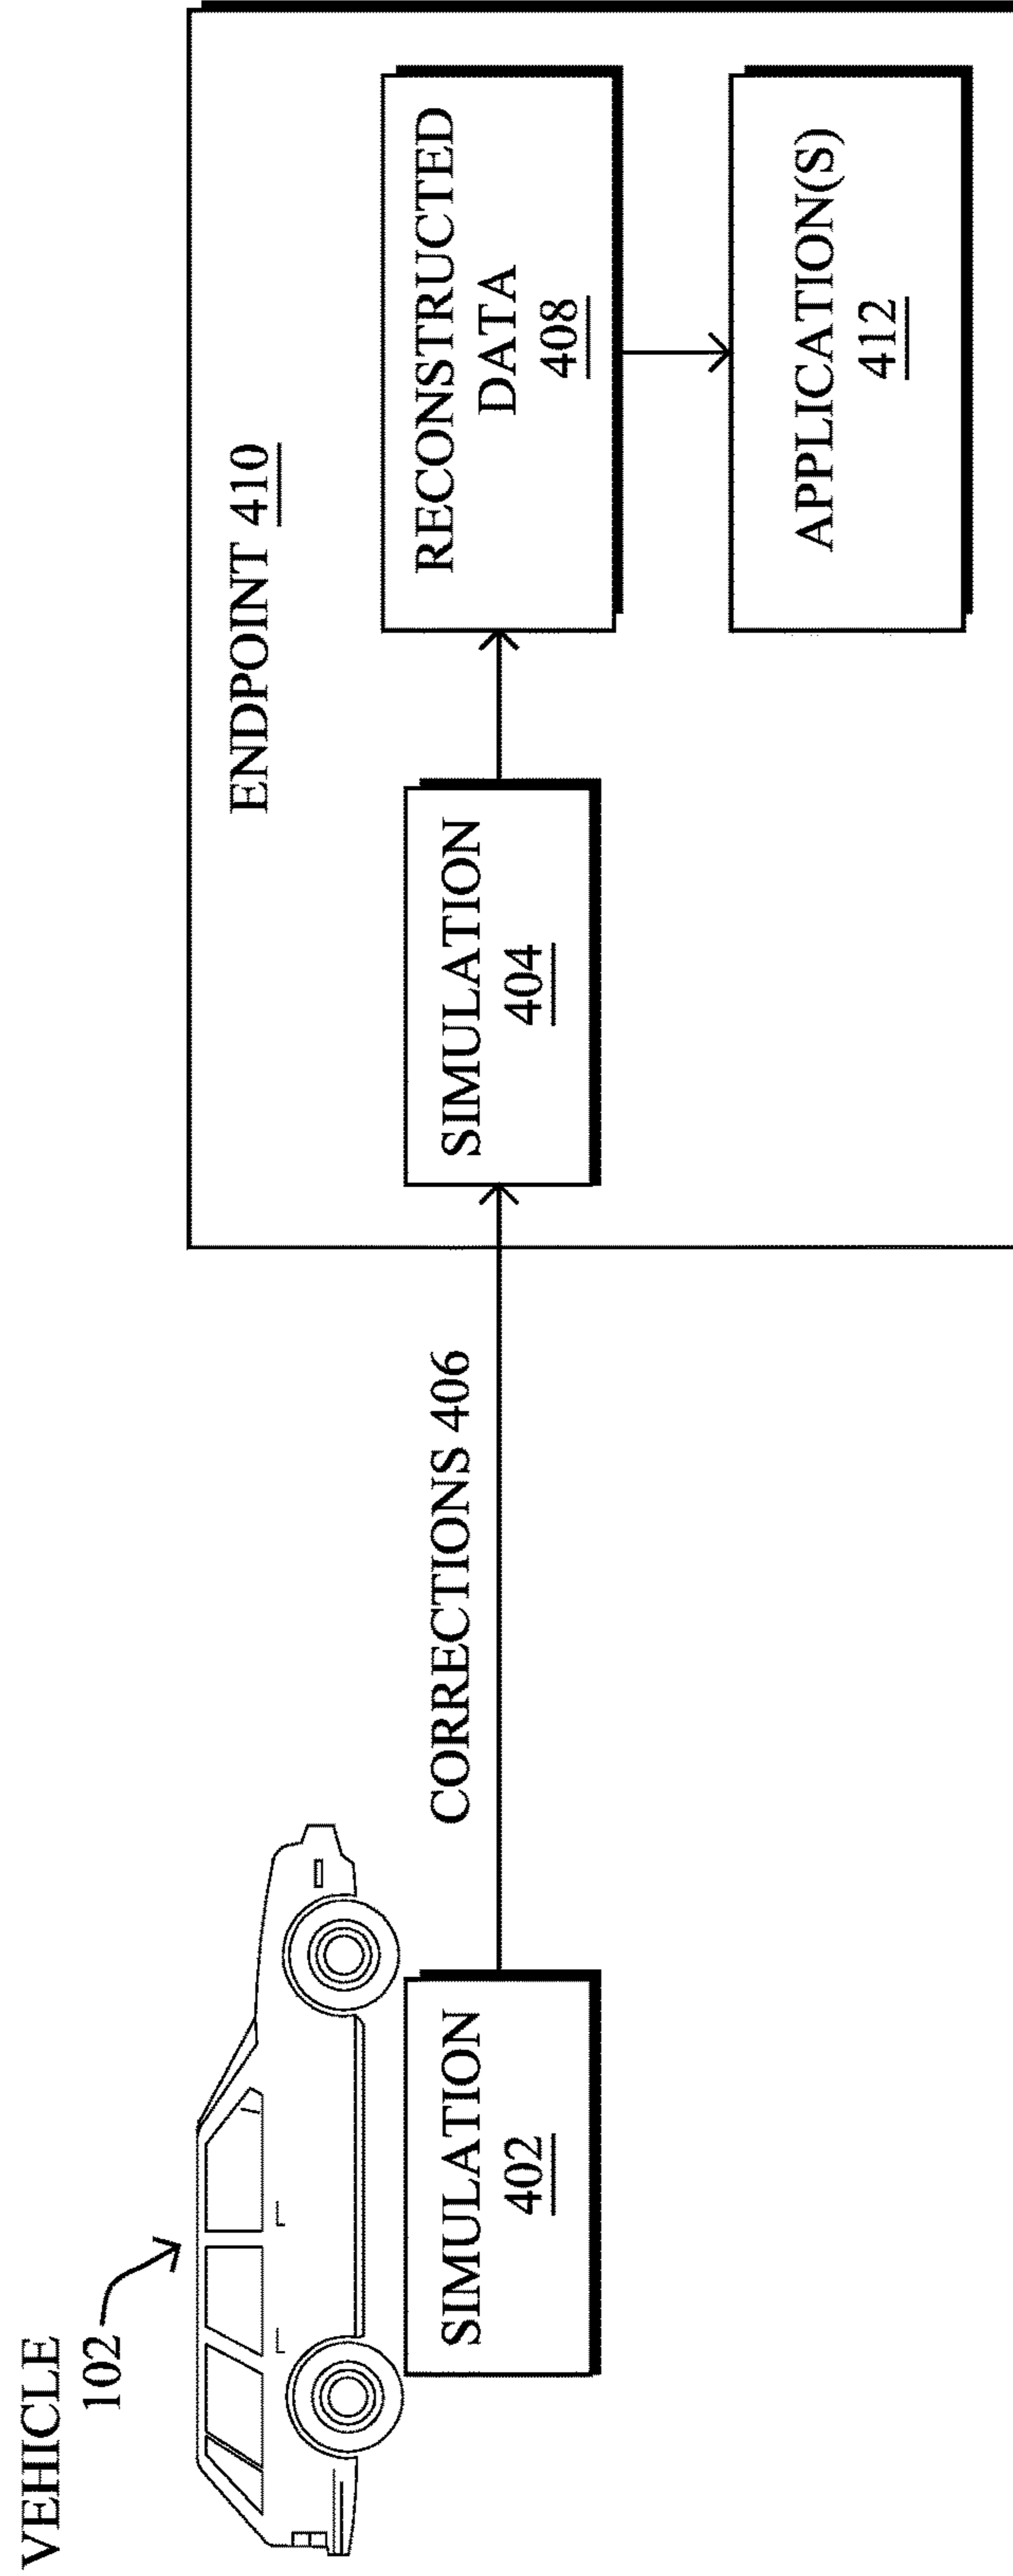 VEHICLE
102
SIMULATION
402
CORRECTIONS 406
ENDPOINT 410
SIMULATION
404
RECONSTRUCTED
DATA
408
APPLICATION(S)
412